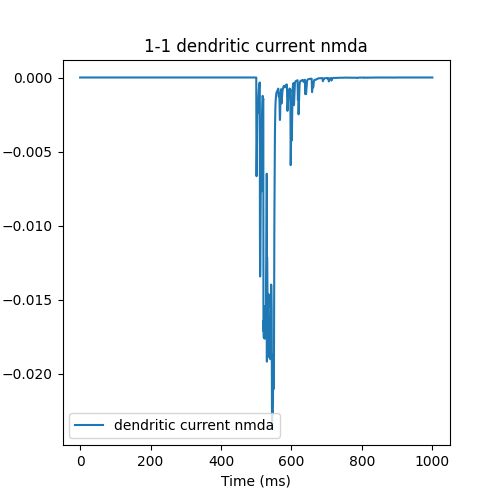 1-1 dendritic current nmda
0.000
−0.005
−0.010
−0.015
−0.020
dendritic current nmda
0 200 400 600 800 1000
Time (ms)